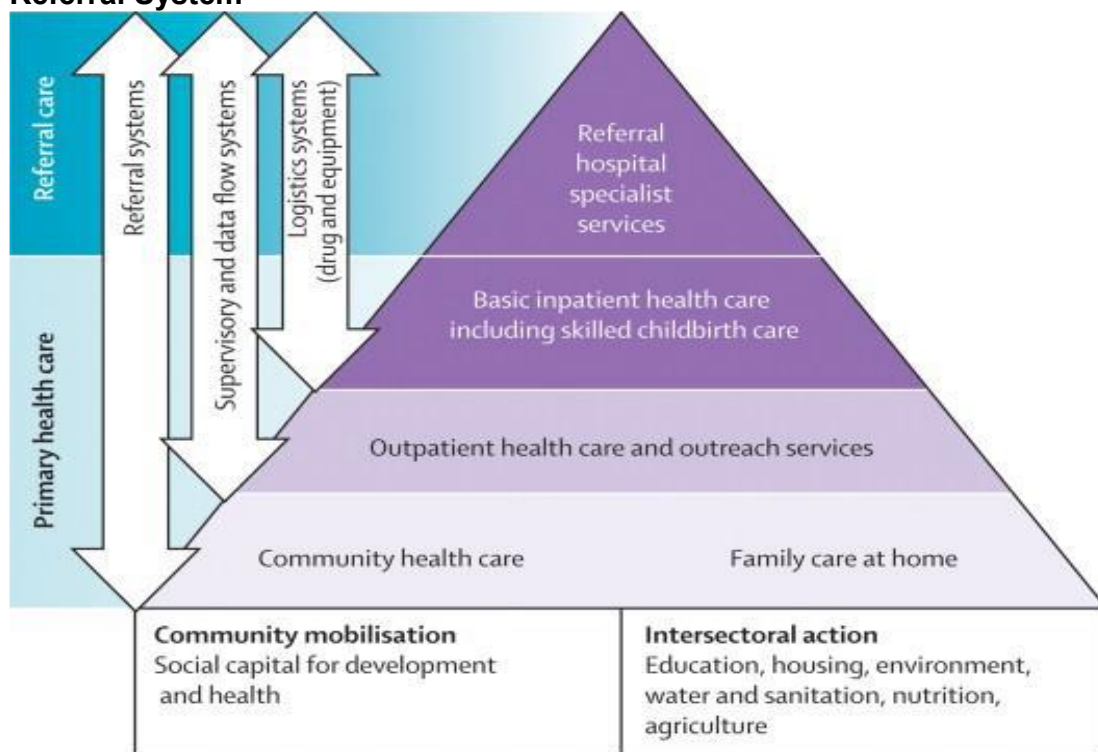 Referral System
Referral care
Primary health care
Referral systems
Supervisory and data flow systems
Logistics systems
(drug and equipment)
Referral
hospital
specialist
services
Basic inpatient health care
including skilled childbirth care
Outpatient health care and outreach services
Community health care
Family care at home
Community mobilisation
Social capital for development
and health
Intersectoral action
Education, housing, environment,
water and sanitation, nutrition,
agriculture